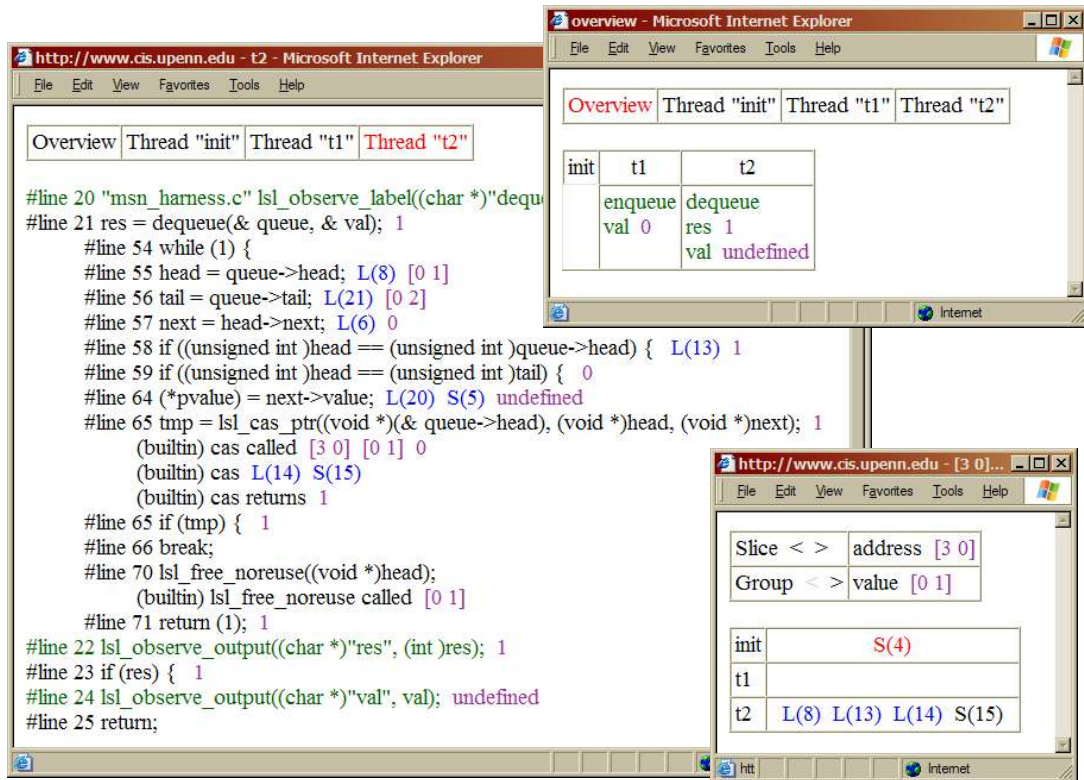 http://www.cis.upenn.edu - t2 - Microsoft Internet Explorer
File Edit View Favorites Tools Help
Overview Thread "init" Thread "t1" Thread "t2"
#line 20 "msn_harness.c" lsl_observe_label((char *)"deque
#line 21 res = dequeue(& queue, & val); 1
#line 54 while (1) {
#line 55 head = queue->head; L(8) [0 1]
#line 56 tail = queue->tail; L(21) [0 2]
#line 57 next = head->next; L(6) 0
#line 58 if ((unsigned int )head == (unsigned int )queue->head) { L(13) 1
#line 59 if ((unsigned int )head == (unsigned int )tail) { 0
#line 64 (*pvalue) = next->value; L(20) S(5) undefined
#line 65 tmp = lsl_cas_ptr((void *)(& queue->head), (void *)head, (void *)next); 1
(builtin) cas called [3 0] [0 1] 0
(builtin) cas L(14) S(15)
(builtin) cas returns 1
#line 65 if (tmp) { 1
#line 66 break;
#line 70 lsl_free_noreuse((void *)head);
(builtin) lsl_free_noreuse called [0 1]
#line 71 return (1); 1
#line 22 lsl_observe_output((char *)"res", (int )res); 1
#line 23 if (res) { 1
#line 24 lsl_observe_output((char *)"val", val); undefined
#line 25 return;
overview - Microsoft Internet Explorer
File Edit View Favorites Tools Help
Overview Thread "init" Thread "t1" Thread "t2"
init t1 t2
enqueue dequeue
val 0 res 1
val undefined
Internet
http://www.cis.upenn.edu - [3 0]...
File Edit View Favorites Tools Help
Slice < > address [3 0]
Group < > value [0 1]
init S(4)
t1
t2 L(8) L(13) L(14) S(15)
htt Internet